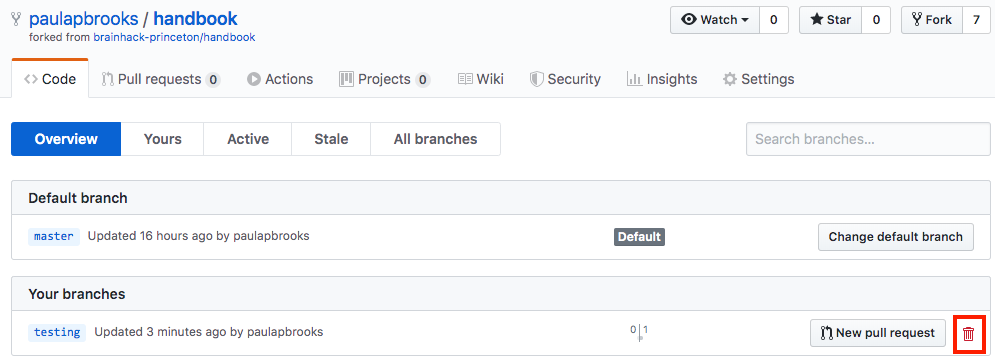 paulapbrooks / handbook
forked from brainhack-princeton/handbook
Watch 0 Star 0 Fork 7
Code Pull requests 0 Actions Projects 0 Wiki Security Insights Settings
Overview Yours Active Stale All branches Search branches...
Default branch
master Updated 16 hours ago by paulapbrooks Default Change default branch
Your branches
testing Updated 3 minutes ago by paulapbrooks 0 1 New pull request